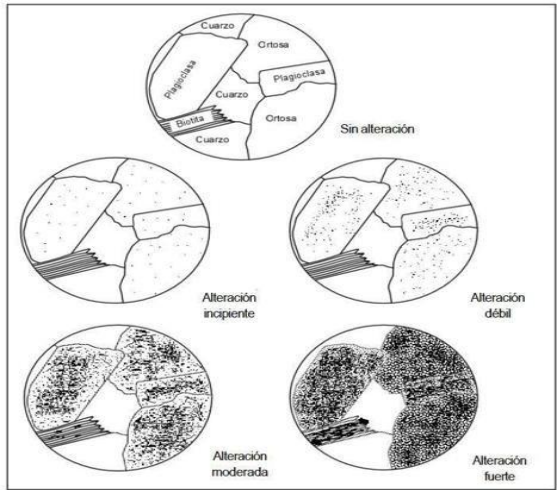 Cuarzo
Ortosa
Plagioclasa
Plagioclasa
Cuarzo
Biotita
Ortosa
Cuarzo
Sin alteración
Alteración
incipiente
Alteración
débil
Alteración
moderada
Alteración
fuerte